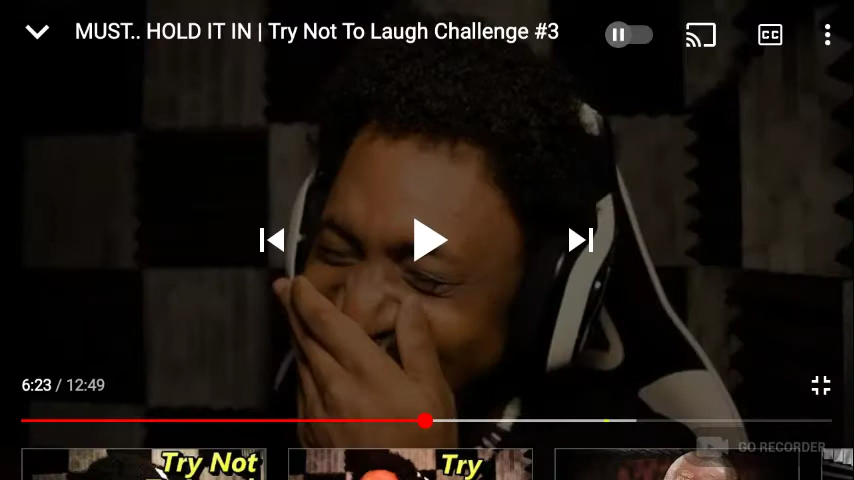 MUST.. HOLD IT IN | Try Not To Laugh Challenge #3
CC
6:23 / 12:49
GO RECORDER
Try Not
Try